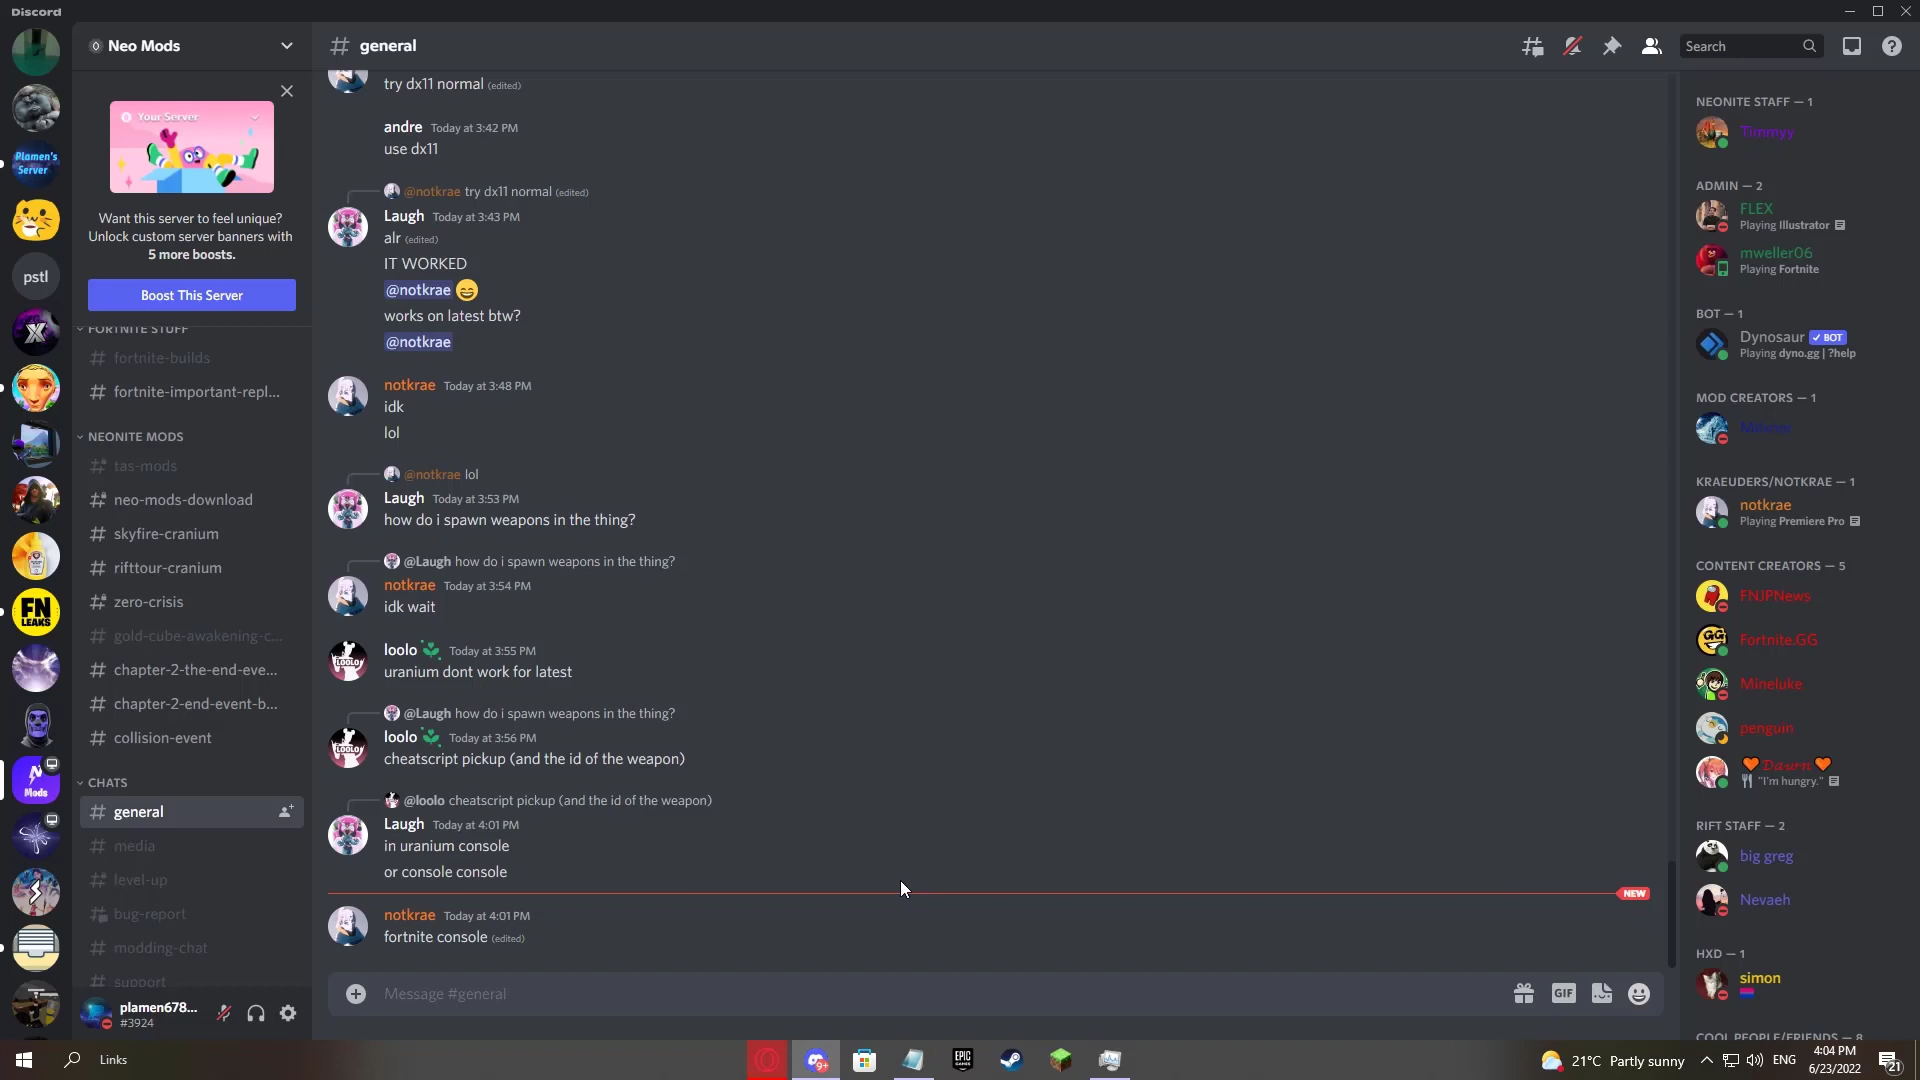 Discord
Plamen's
Server
pstl
X
FN
LEAKS
Mods
Neo Mods
Your Server
Want this server to feel unique?
Unlock custom server banners with
5 more boosts.
Boost This Server
FORTNITE STUFF
fortnite-builds
fortnite-important-repl...
NEONITE MODS
tas-mods
neo-mods-download
skyfire-cranium
rifttour-cranium
zero-crisis
gold-cube-awakening-c...
chapter-2-the-end-eve...
chapter-2-end-event-b...
collision-event
CHATS
general
media
level-up
bug-report
modding-chat
support
plamen678...
#3924
general
Search
try dx11 normal (edited)
andre Today at 3:42 PM
use dx11
@notkrae try dx11 normal (edited)
Laugh Today at 3:43 PM
alr (edited)
IT WORKED
@notkrae
works on latest btw?
@notkrae
notkrae Today at 3:48 PM
idk
lol
@notkrae lol
Laugh Today at 3:53 PM
how do i spawn weapons in the thing?
@Laugh how do i spawn weapons in the thing?
notkrae Today at 3:54 PM
idk wait
LOOLO
loolo Today at 3:55 PM
uranium dont work for latest
@Laugh how do i spawn weapons in the thing?
LOOLO
loolo Today at 3:56 PM
cheatscript pickup (and the id of the weapon)
@loolo cheatscript pickup (and the id of the weapon)
Laugh Today at 4:01 PM
in uranium console
or console console
NEW
notkrae Today at 4:01 PM
fortnite console (edited)
Message #general
GIF
NEONITE STAFF — 1
Timmyy
ADMIN — 2
FLEX
Playing Illustrator
mweller06
Playing Fortnite
BOT — 1
Dynosaur ✓ BOT
Playing dyno.gg | ?help
MOD CREATORS — 1
KRAEUDERS/NOTKRAE — 1
notkrae
Playing Premiere Pro
CONTENT CREATORS — 5
FNJPNews
GG
Fortnite.GG
Mineluke
penguin
Dawn
"I'm hungry."
RIFT STAFF — 2
big greg
Nevaeh
HXD — 1
simon
COOL PEOPLE/FRIENDS — 8
Links
9+
EPIC
GAMES
21°C Partly sunny
ENG
4:04 PM
6/23/2022
21